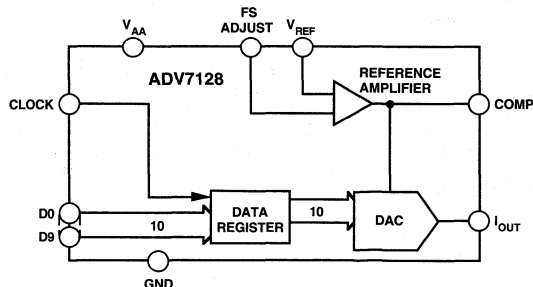 FS
ADJUST
VAA
VREF
ADV7128
REFERENCE
AMPLIFIER
CLOCK
COMP
D0
D9
10
DATA
REGISTER
10
DAC
IOUT
GND